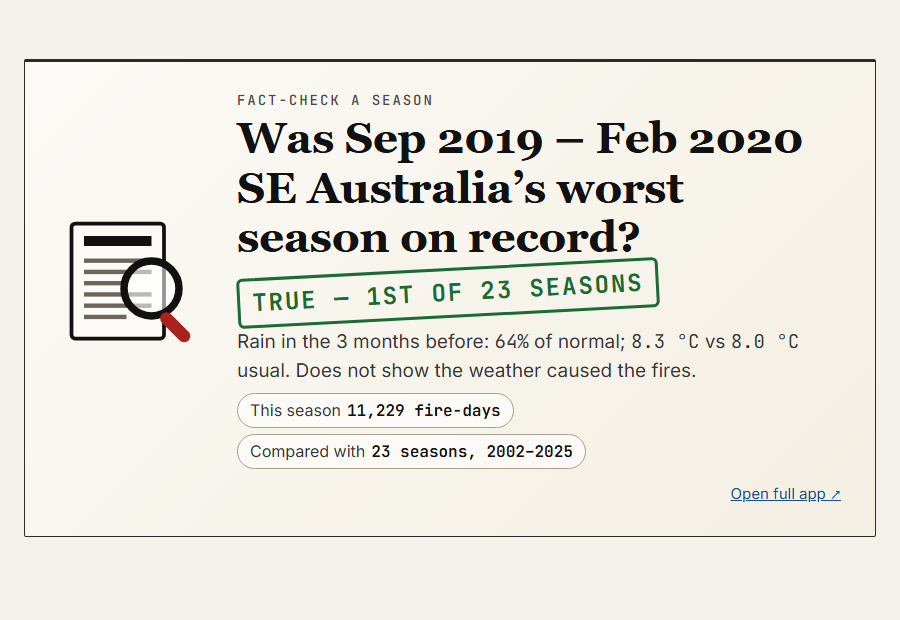 FACT-CHECK A SEASON
Was Sep 2019 – Feb 2020
SE Australia’s worst
season on record?
TRUE — 1ST OF 23 SEASONS
Rain in the 3 months before: 64% of normal; 8.3 °C vs 8.0 °C
usual. Does not show the weather caused the fires.
This season 11,229 fire-days
Compared with 23 seasons, 2002–2025
Open full app ↗